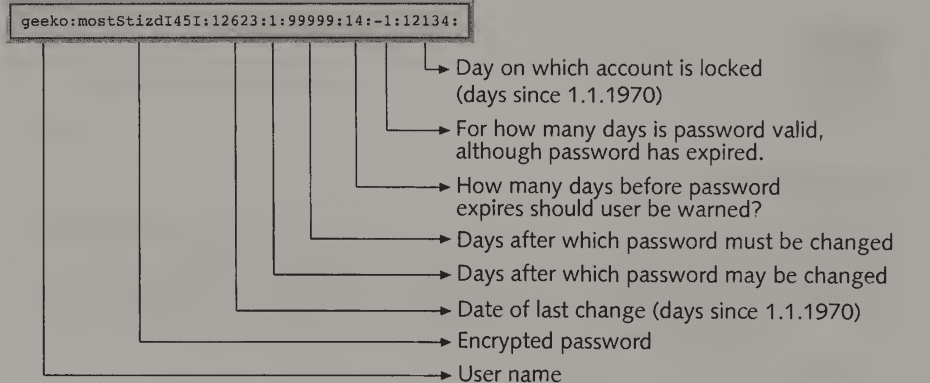 geeko:mostStizdI45I:12623:1:99999:14:-1:12134:
Day on which account is locked
(days since 1.1.1970)
For how many days is password valid,
although password has expired.
How many days before password
expires should user be warned?
Days after which password must be changed
Days after which password may be changed
Date of last change (days since 1.1.1970)
Encrypted password
User name